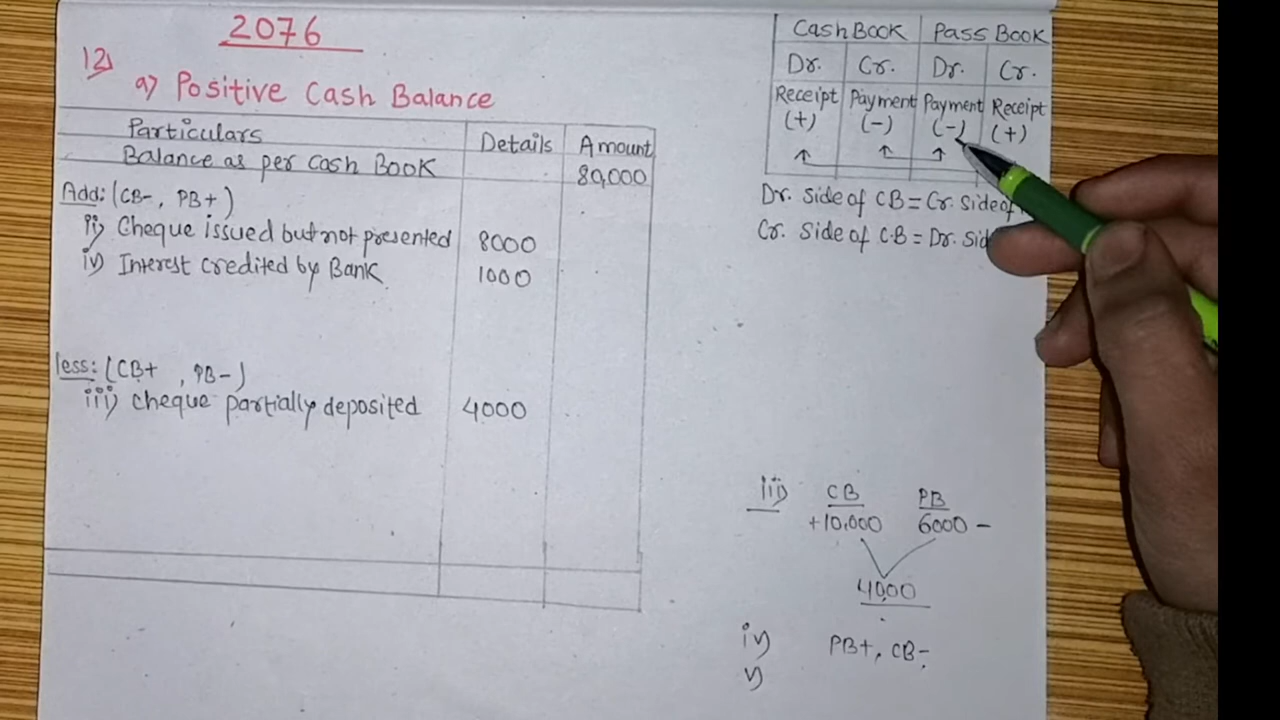 2076
12)
a) Positive Cash Balance
Particulars Details Amount
Balance as per Cash Book 80,000
Add: (CB-, PB+)
ii) Cheque issued but not presented 8000
iv) Interest credited by Bank 1000
less: (CB+ , PB-)
iii) cheque partially deposited 4000
Cash BOOK Pass BOOK
Dr. Cr. Dr. Cr.
Receipt Payment Payment Receipt
(+) (-) (-) (+)
Dr. Side of CB = Cr. Side of
Cr. Side of C.B = Dr. Sid
iii) CB PB
+10,000 6000 -
4000
iv) PB+, CB-
v)